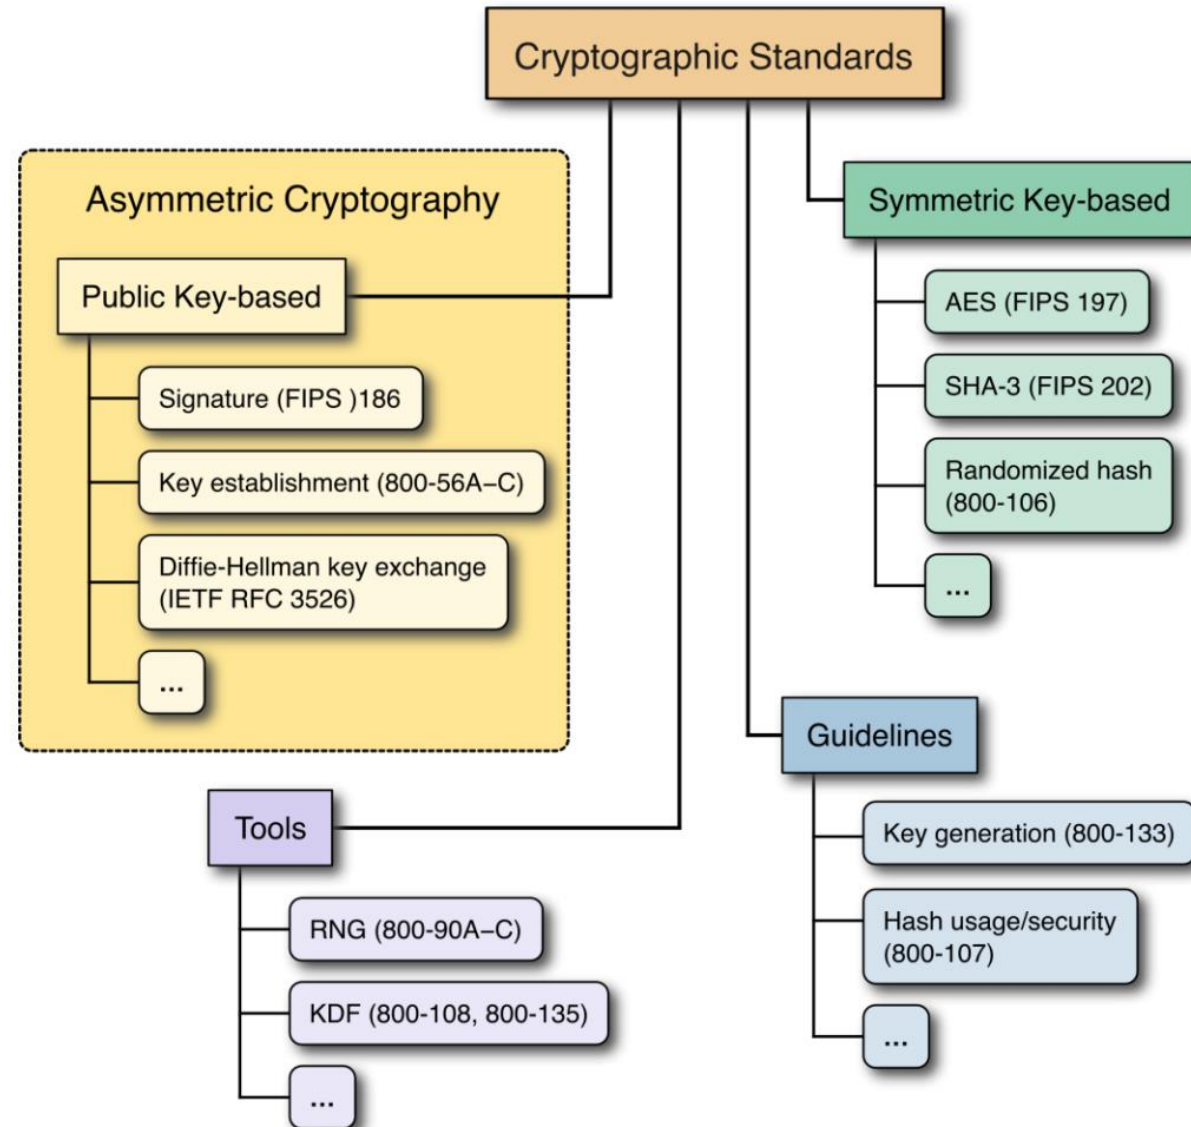 Cryptographic Standards
Asymmetric Cryptography
Public Key-based
Signature (FIPS )186
Key establishment (800-56A–C)
Diffie-Hellman key exchange
(IETF RFC 3526)
...
Symmetric Key-based
AES (FIPS 197)
SHA-3 (FIPS 202)
Randomized hash
(800-106)
...
Tools
RNG (800-90A–C)
KDF (800-108, 800-135)
...
Guidelines
Key generation (800-133)
Hash usage/security
(800-107)
...